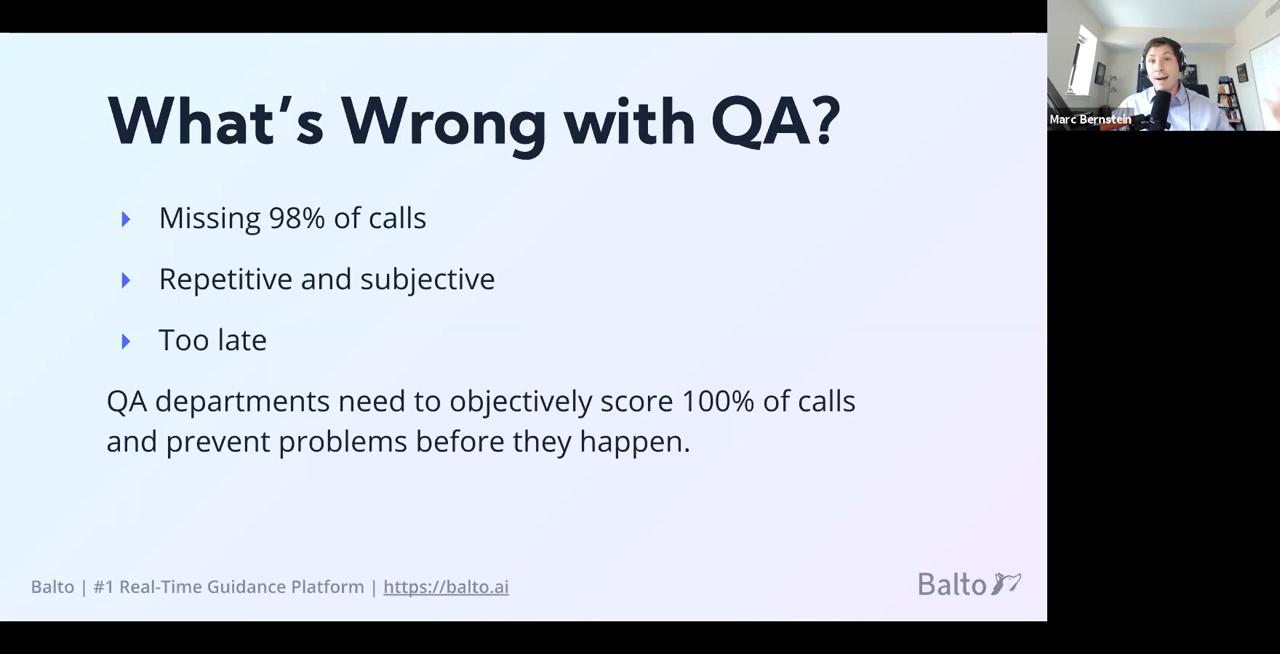 What's Wrong with QA?
Missing 98% of calls
Repetitive and subjective
Too late
QA departments need to objectively score 100% of calls
and prevent problems before they happen.
Balto | #1 Real-Time Guidance Platform | https://balto.ai
Balto
Marc Bernstein